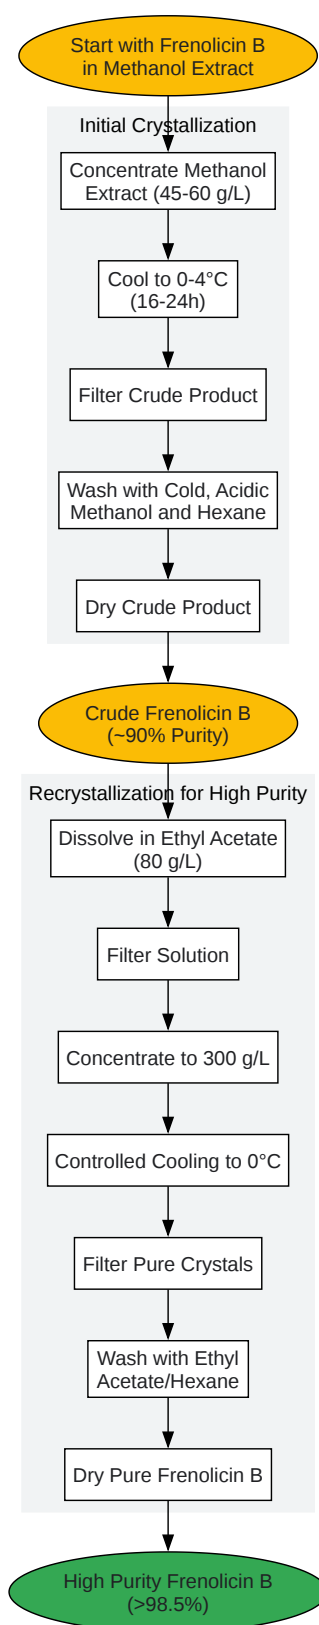 Start with Frenolicin B
in Methanol Extract
Initial Crystallization
Concentrate Methanol
Extract (45-60 g/L)
Cool to 0-4°C
(16-24h)
Filter Crude Product
Wash with Cold, Acidic
Methanol and Hexane
Dry Crude Product
Crude Frenolicin B
(~90% Purity)
Recrystallization for High Purity
Dissolve in Ethyl Acetate
(80 g/L)
Filter Solution
Concentrate to 300 g/L
Controlled Cooling to 0°C
Filter Pure Crystals
Wash with Ethyl
Acetate/Hexane
Dry Pure Frenolicin B
High Purity Frenolicin B
(>98.5%)